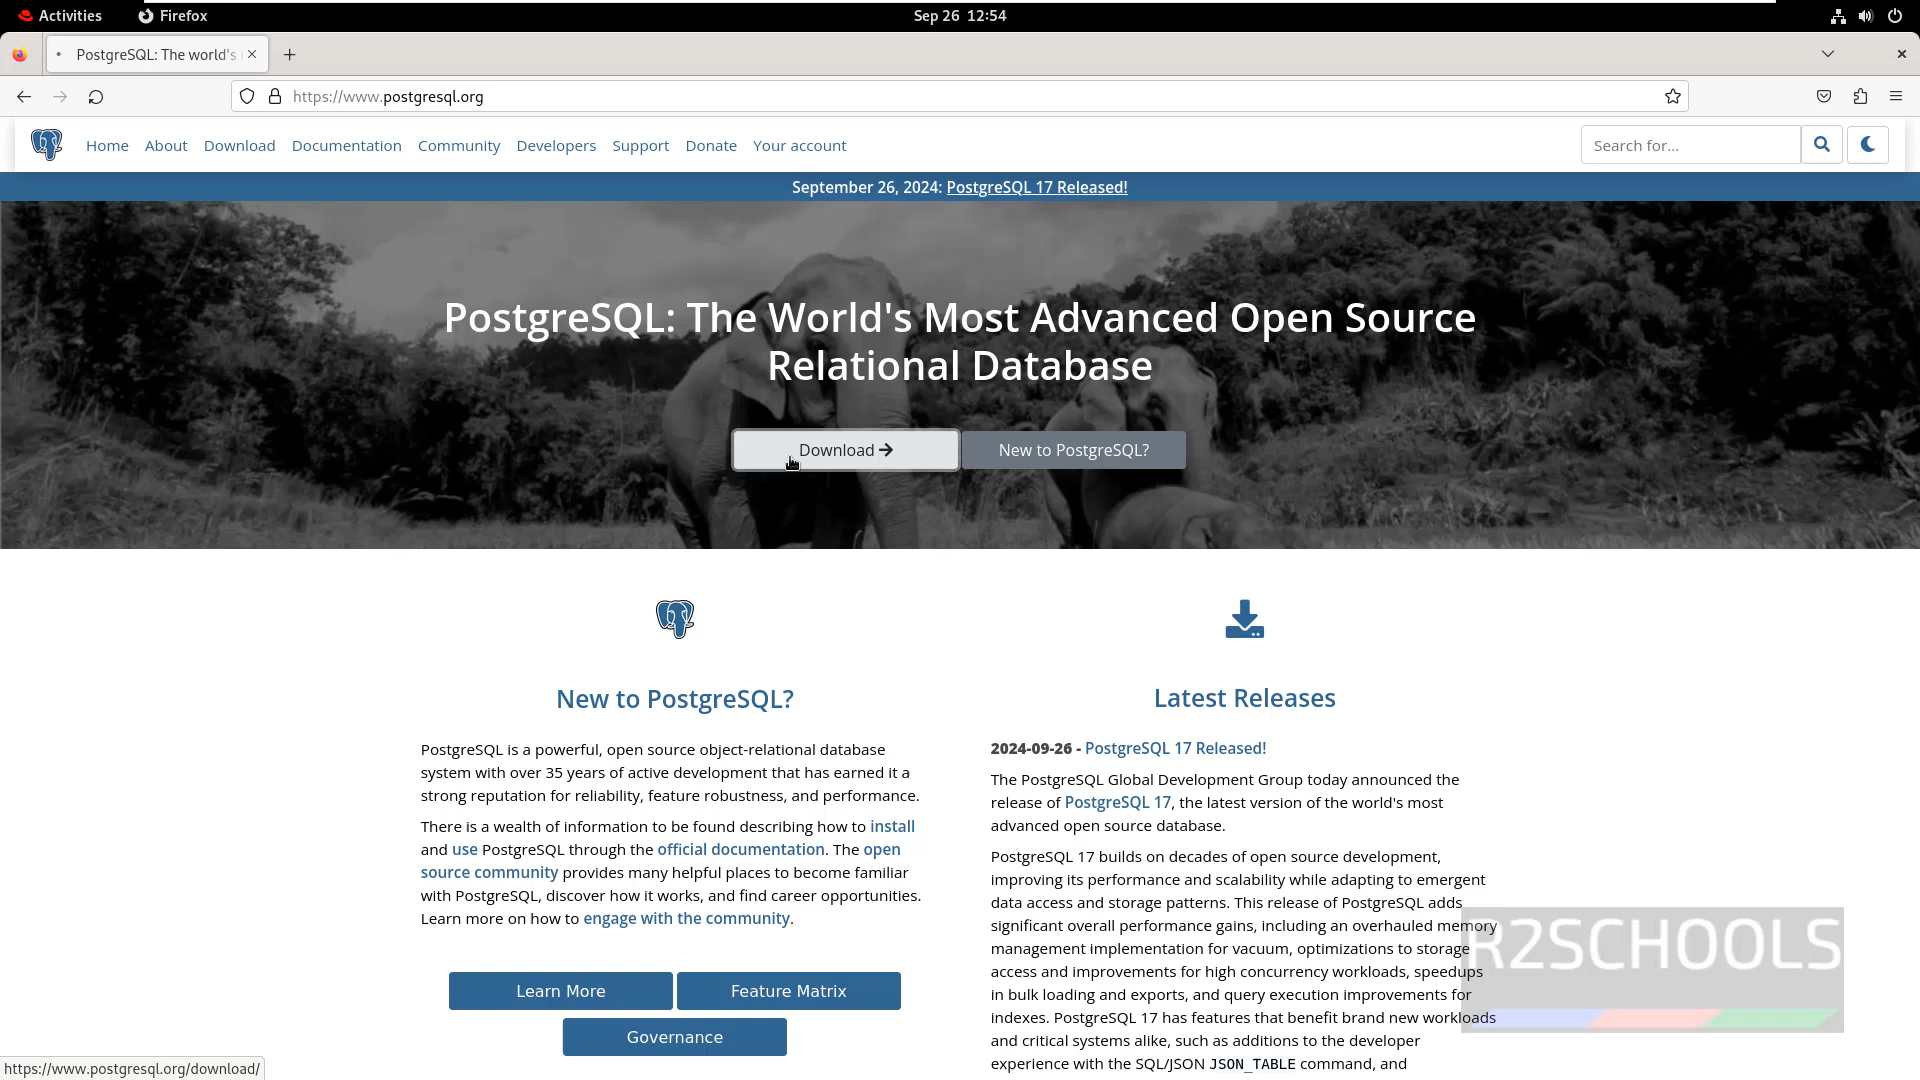 Activities
Firefox
Sep 26 12:54
PostgreSQL: The world's
https://www.postgresql.org
Home About Download Documentation Community Developers Support Donate Your account
Search for...
September 26, 2024: PostgreSQL 17 Released!
PostgreSQL: The World's Most Advanced Open Source
Relational Database
Download
New to PostgreSQL?
New to PostgreSQL?
PostgreSQL is a powerful, open source object-relational database
system with over 35 years of active development that has earned it a
strong reputation for reliability, feature robustness, and performance.
There is a wealth of information to be found describing how to install
and use PostgreSQL through the official documentation. The open
source community provides many helpful places to become familiar
with PostgreSQL, discover how it works, and find career opportunities.
Learn more on how to engage with the community.
Learn More
Feature Matrix
Governance
Latest Releases
2024-09-26 - PostgreSQL 17 Released!
The PostgreSQL Global Development Group today announced the
release of PostgreSQL 17, the latest version of the world's most
advanced open source database.
PostgreSQL 17 builds on decades of open source development,
improving its performance and scalability while adapting to emergent
data access and storage patterns. This release of PostgreSQL adds
significant overall performance gains, including an overhauled memory
management implementation for vacuum, optimizations to storage
access and improvements for high concurrency workloads, speedups
in bulk loading and exports, and query execution improvements for
indexes. PostgreSQL 17 has features that benefit brand new workloads
and critical systems alike, such as additions to the developer
experience with the SQL/JSON JSON_TABLE command, and
R2SCHOOLS
https://www.postgresql.org/download/